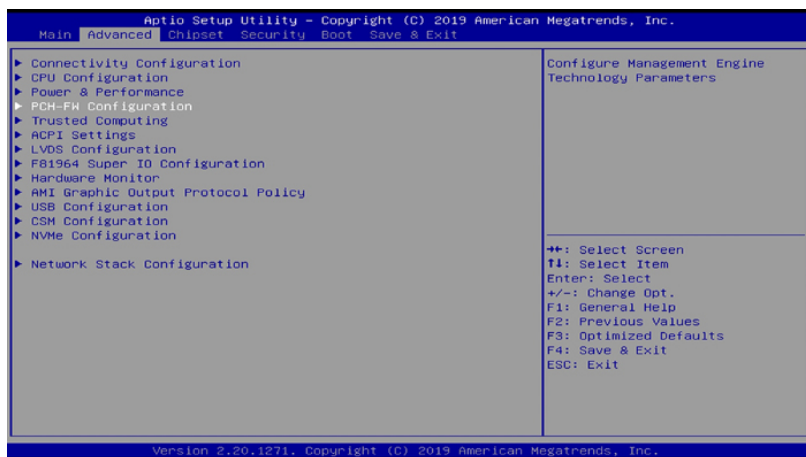 Aptio Setup Utility – Copyright (C) 2019 American Megatrends, Inc.
Main Advanced Chipset Security Boot Save & Exit
▶ Connectivity Configuration
▶ CPU Configuration
▶ Power & Performance
▶ PCH-FW Configuration
▶ Trusted Computing
▶ ACPI Settings
▶ LVDS Configuration
▶ F81964 Super IO Configuration
▶ Hardware Monitor
▶ AMI Graphic Output Protocol Policy
▶ USB Configuration
▶ CSM Configuration
▶ NVMe Configuration
▶ Network Stack Configuration
Configure Management Engine
Technology Parameters
→←: Select Screen
↑↓: Select Item
Enter: Select
+/-: Change Opt.
F1: General Help
F2: Previous Values
F3: Optimized Defaults
F4: Save & Exit
ESC: Exit
Version 2.20.1271. Copyright (C) 2019 American Megatrends, Inc.